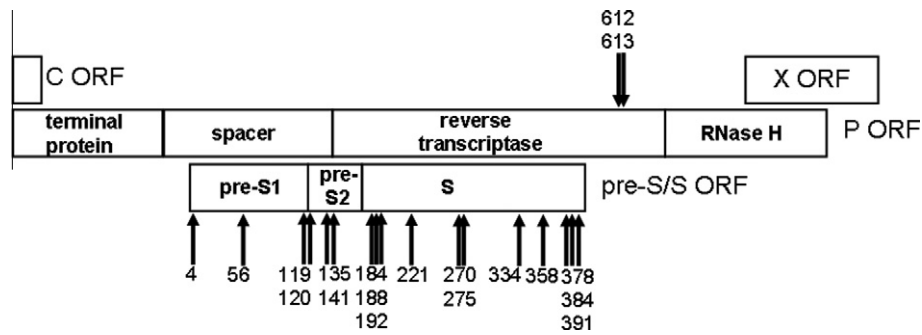 612
613
C ORF
X ORF
terminal protein
spacer
reverse transcriptase
RNase H
P ORF
pre-S1
pre-S2
S
pre-S/S ORF
4 56 119 135 184 221 270 334 358 378
120 141 188 275 384
192 391